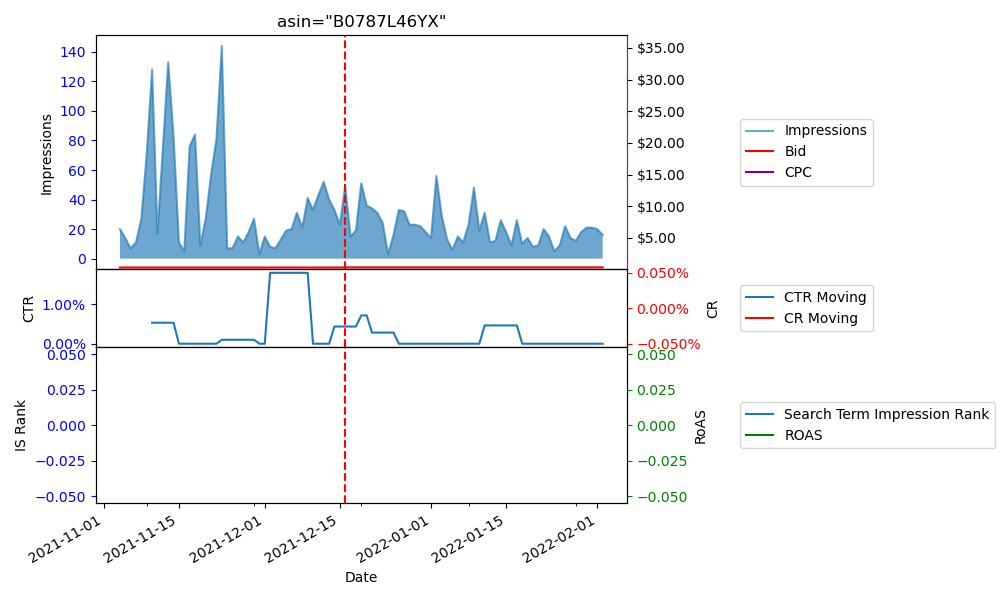 asin="B0787L46YX"
Impressions
140
120
100
80
60
40
20
0
$35.00
$30.00
$25.00
$20.00
$15.00
$10.00
$5.00
Impressions
Bid
CPC
CTR
1.00%
0.00%
0.050%
0.000%
−0.050%
CR
CTR Moving
CR Moving
IS Rank
0.050
0.025
0.000
−0.025
−0.050
0.050
0.025
0.000
−0.025
−0.050
RoAS
Search Term Impression Rank
ROAS
2021-11-01
2021-11-15
2021-12-01
2021-12-15
2022-01-01
2022-01-15
2022-02-01
Date